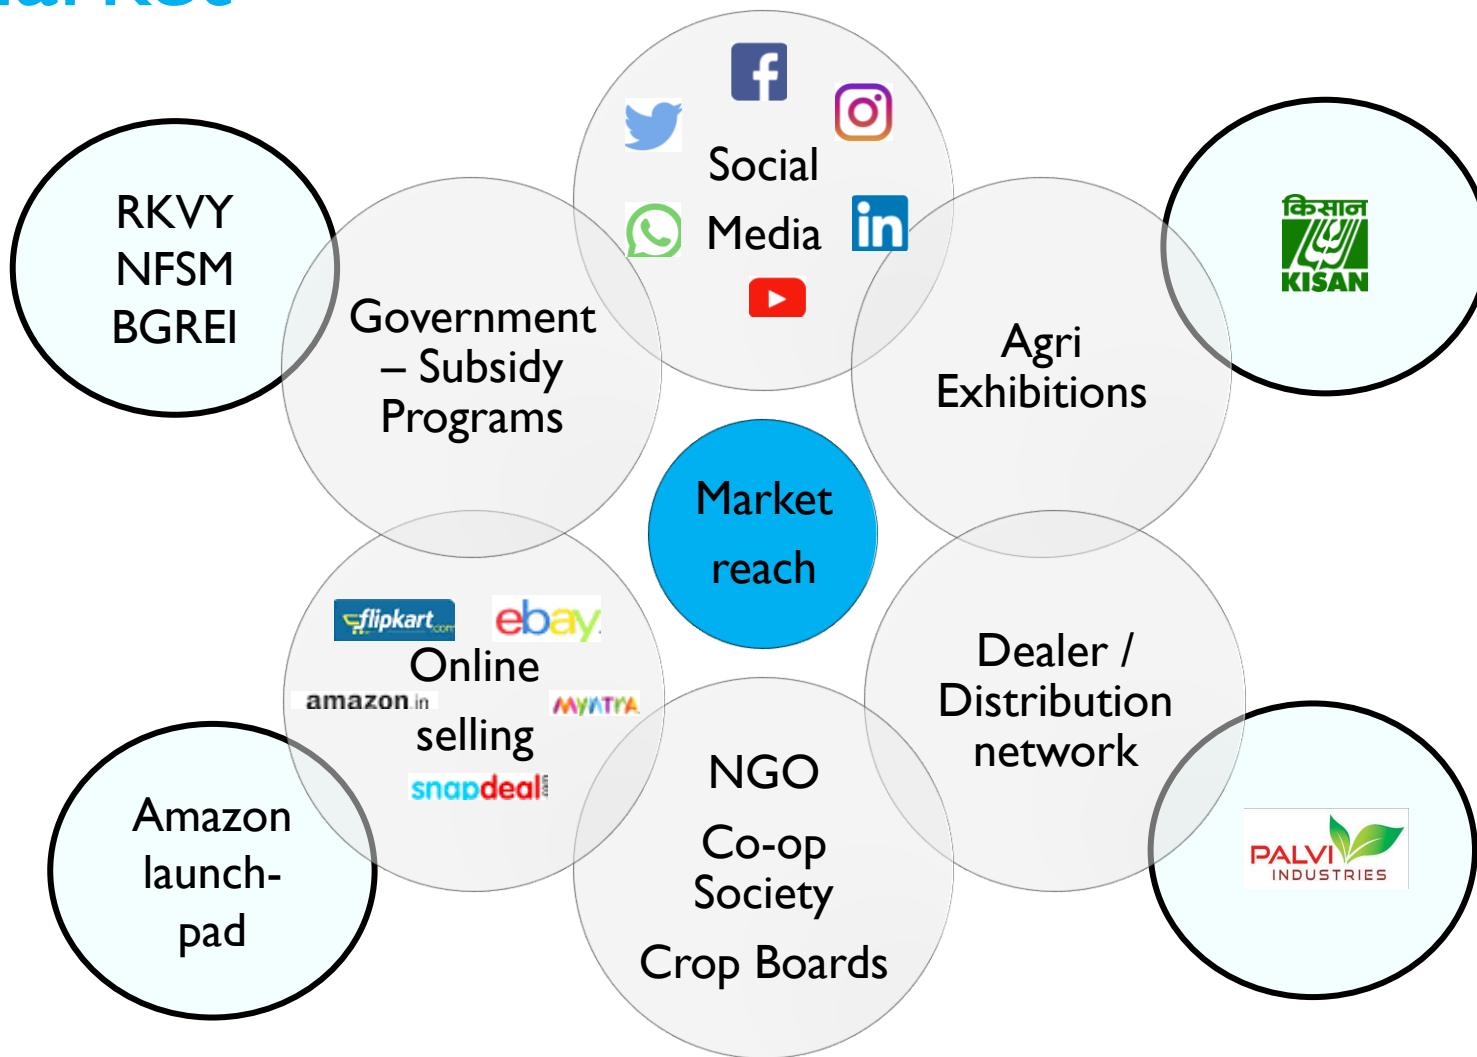 Social
Media
RKVY
NFSM
BGREI
किसान
KISAN
Government
– Subsidy
Programs
Agri
Exhibitions
Market
reach
flipkart.com
ebay
Online
amazon.in
Myntra
selling
snapdeal.com
Dealer /
Distribution
network
NGO
Co-op
Society
Crop Boards
Amazon
launch-
pad
PALVI
INDUSTRIES